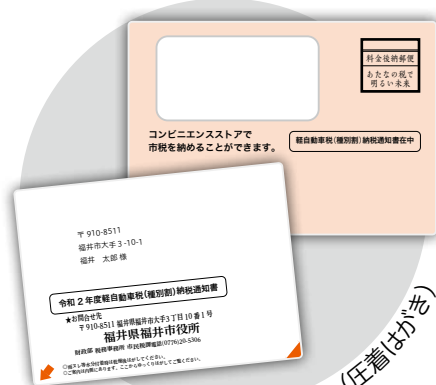 料金後納郵便
あたなの税で
明るい未来
コンビニエンスストアで
市税を納めることができます。
軽自動車税(種別割)納税通知書在中
〒910-8511
福井市大手3-10-1
福井　太郎 様
令和2年度軽自動車税(種別割)納税通知書
★お問合せ先
〒910-8511 福井県福井市大手3丁目10番1号
福井県福井市役所
財政部 税務事務所 市民税課電話(0776)20-5306
(圧着はがき)